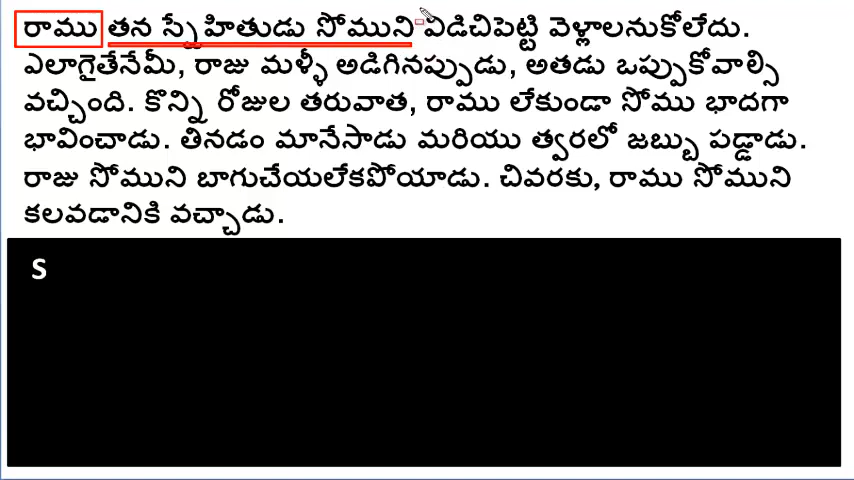 రాము తన స్నేహితుడు సోముని విడిచిపెట్టి వెళ్లాలనుకోలేదు.
ఎలాగైతేనేమీ, రాజు మళ్ళీ అడిగినప్పుడు, అతడు ఒప్పుకోవాల్సి
వచ్చింది. కొన్ని రోజుల తరువాత, రాము లేకుండా సోము భాదగా
భావించాడు. తినడం మానేసాడు మరియు త్వరలో జబ్బు పడ్డాడు.
రాజు సోముని బాగుచేయలేకపోయాడు. చివరకు, రాము సోముని
కలవడానికి వచ్చాడు.
S